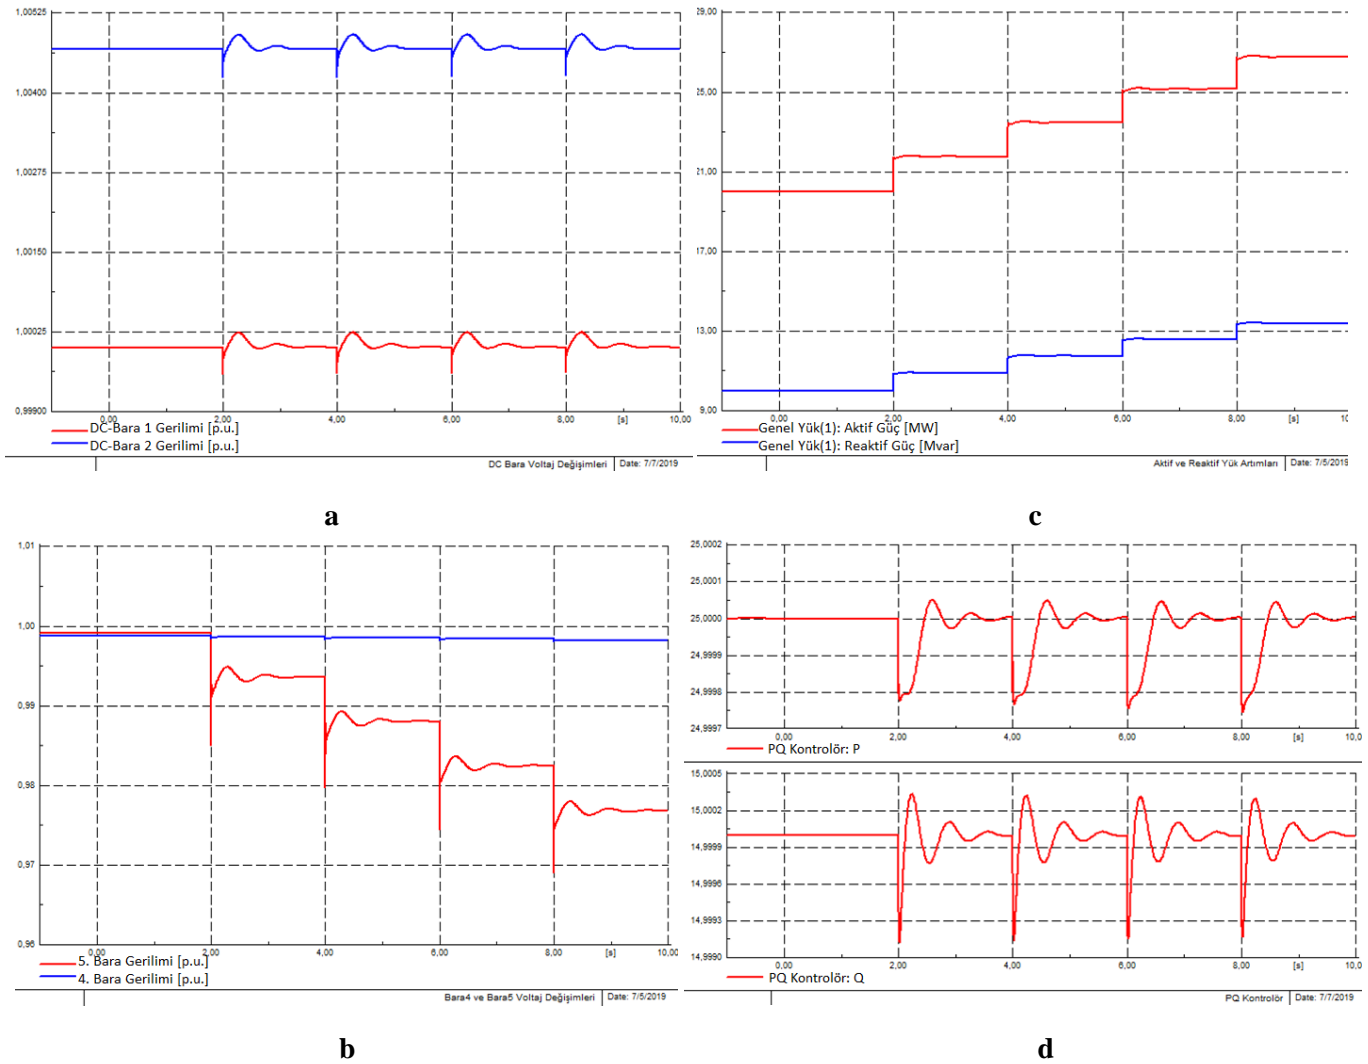 1,00525
1,00400
1,00275
1,00150
1,00025
0,99900
0,00
2,00
4,00
6,00
8,00
[s]
10,00
DC-Bara 1 Gerilimi [p.u.]
DC-Bara 2 Gerilimi [p.u.]
DC Bara Voltaj Değişimleri
Date: 7/7/2019
a
29,00
25,00
21,00
17,00
13,00
9,00
0,00
2,00
4,00
6,00
8,00
[s]
10,0
Genel Yük(1): Aktif Güç [MW]
Genel Yük(1): Reaktif Güç [Mvar]
Aktif ve Reaktif Yük Artımları
Date: 7/5/2019
c
1,01
1,00
0,99
0,98
0,97
0,96
0,00
2,00
4,00
6,00
8,00
[s]
10,00
5. Bara Gerilimi [p.u.]
4. Bara Gerilimi [p.u.]
Bara4 ve Bara5 Voltaj Değişimleri
Date: 7/5/2019
b
25,0002
25,0001
25,0000
24,9999
24,9998
24,9997
0,00
2,00
4,00
6,00
8,00
[s]
10,0
PQ Kontrolör: P
15,0005
15,0002
14,9999
14,9996
14,9993
14,9990
0,00
2,00
4,00
6,00
8,00
[s]
10,0
PQ Kontrolör: Q
PQ Kontrolör
Date: 7/7/2019
d